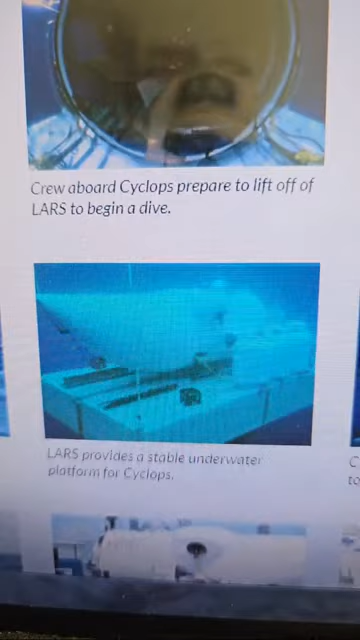 Crew aboard Cyclops prepare to lift off of
LARS to begin a dive.
LARS provides a stable underwater
platform for Cyclops.
C
to